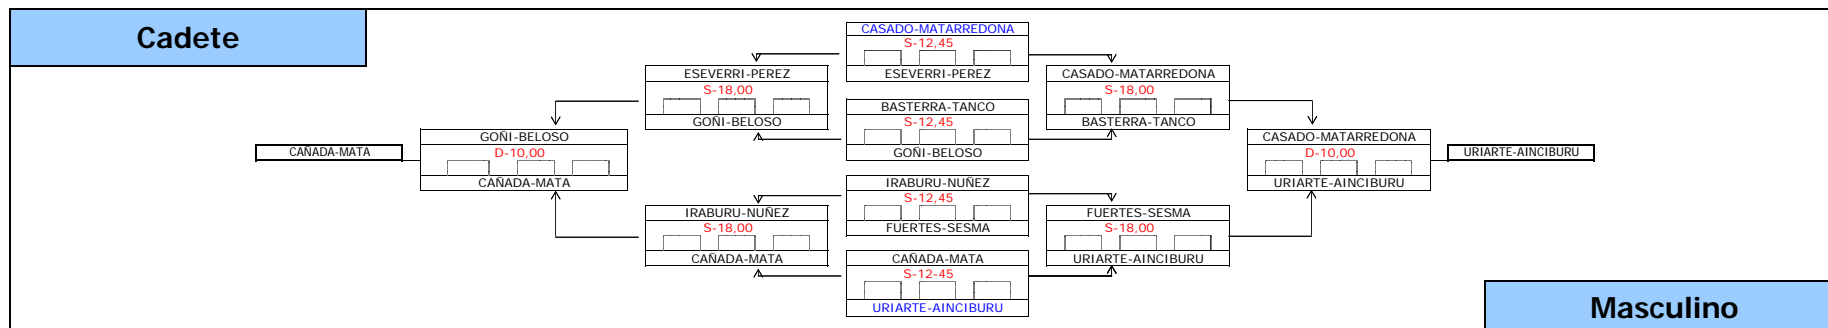 Cadete
CASADO-MATARREDONA
S-12,45
ESEVERRI-PEREZ
ESEVERRI-PEREZ
S-18,00
GOÑI-BELOSO
CASADO-MATARREDONA
S-18,00
BASTERRA-TANCO
BASTERRA-TANCO
S-12,45
GOÑI-BELOSO
GOÑI-BELOSO
D-10,00
CAÑADA-MATA
CAÑADA-MATA
CASADO-MATARREDONA
D-10,00
URIARTE-AINCIBURU
URIARTE-AINCIBURU
IRABURU-NUÑEZ
S-12,45
FUERTES-SESMA
IRABURU-NUÑEZ
S-18,00
CAÑADA-MATA
FUERTES-SESMA
S-18,00
URIARTE-AINCIBURU
CAÑADA-MATA
S-12-45
URIARTE-AINCIBURU
Masculino